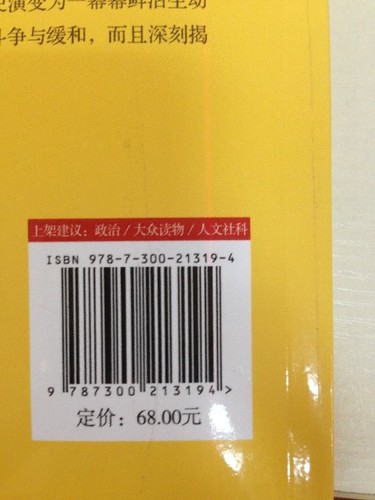 演变为一幕幕鲜活生动
斗争与缓和，而且深刻揭
上架建议：政治/大众读物/人文社科
ISBN 978-7-300-21319-4
9 787300 213194>
定价：68.00元